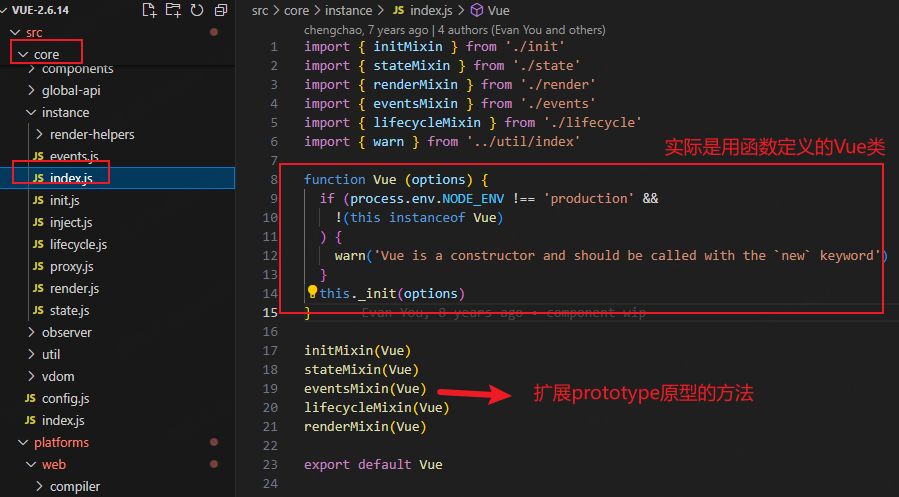 VUE-2.6.14
src
core
components
global-api
instance
render-helpers
JS events.js
JS index.js
JS init.js
JS inject.js
JS lifecycle.js
JS proxy.js
JS render.js
JS state.js
observer
util
vdom
JS config.js
JS index.js
platforms
web
compiler
src > core > instance > JS index.js > Vue
chengchao, 7 years ago | 4 authors (Evan You and others)
1 import { initMixin } from './init'
2 import { stateMixin } from './state'
3 import { renderMixin } from './render'
4 import { eventsMixin } from './events'
5 import { lifecycleMixin } from './lifecycle'
6 import { warn } from '../util/index'
7
实际是用函数定义的Vue类
8 function Vue (options) {
9 if (process.env.NODE_ENV !== 'production' &&
10 !(this instanceof Vue)
11 ) {
12 warn('Vue is a constructor and should be called with the `new` keyword')
13 }
14 this._init(options)
15 } Evan You, 8 years ago • component wip
16
17 initMixin(Vue)
18 stateMixin(Vue)
19 eventsMixin(Vue) 扩展prototype原型的方法
20 lifecycleMixin(Vue)
21 renderMixin(Vue)
22
23 export default Vue
24